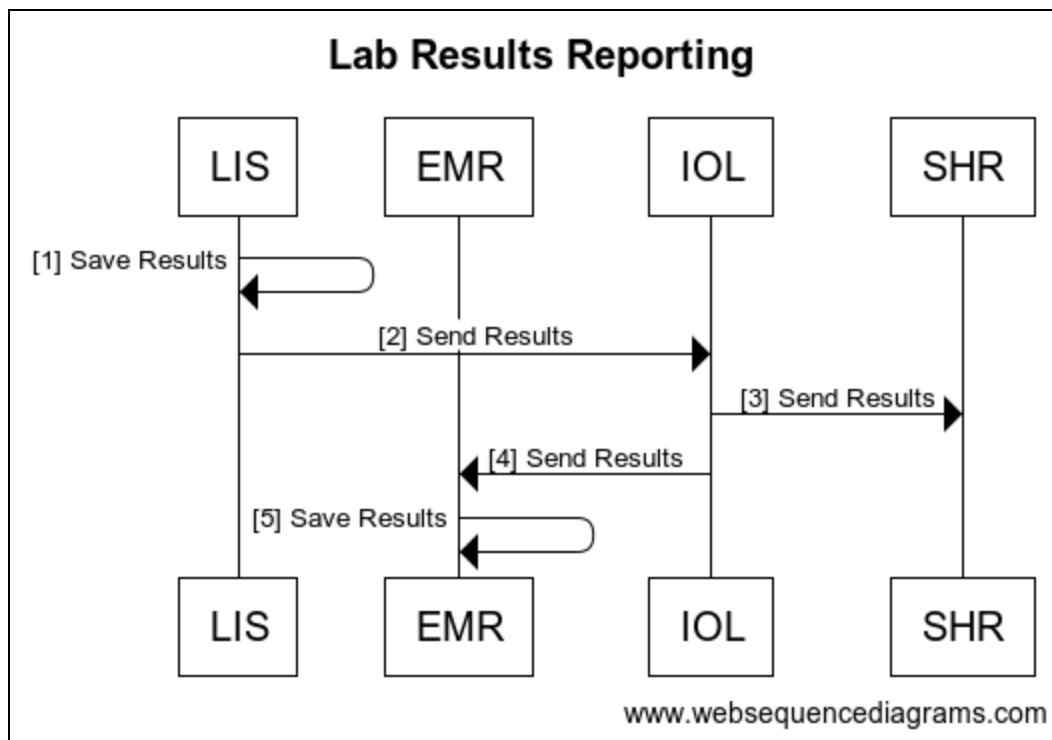 Lab Results Reporting
LIS EMR IOL SHR
[1] Save Results
[2] Send Results
[3] Send Results
[4] Send Results
[5] Save Results
LIS EMR IOL SHR
www.websequencediagrams.com